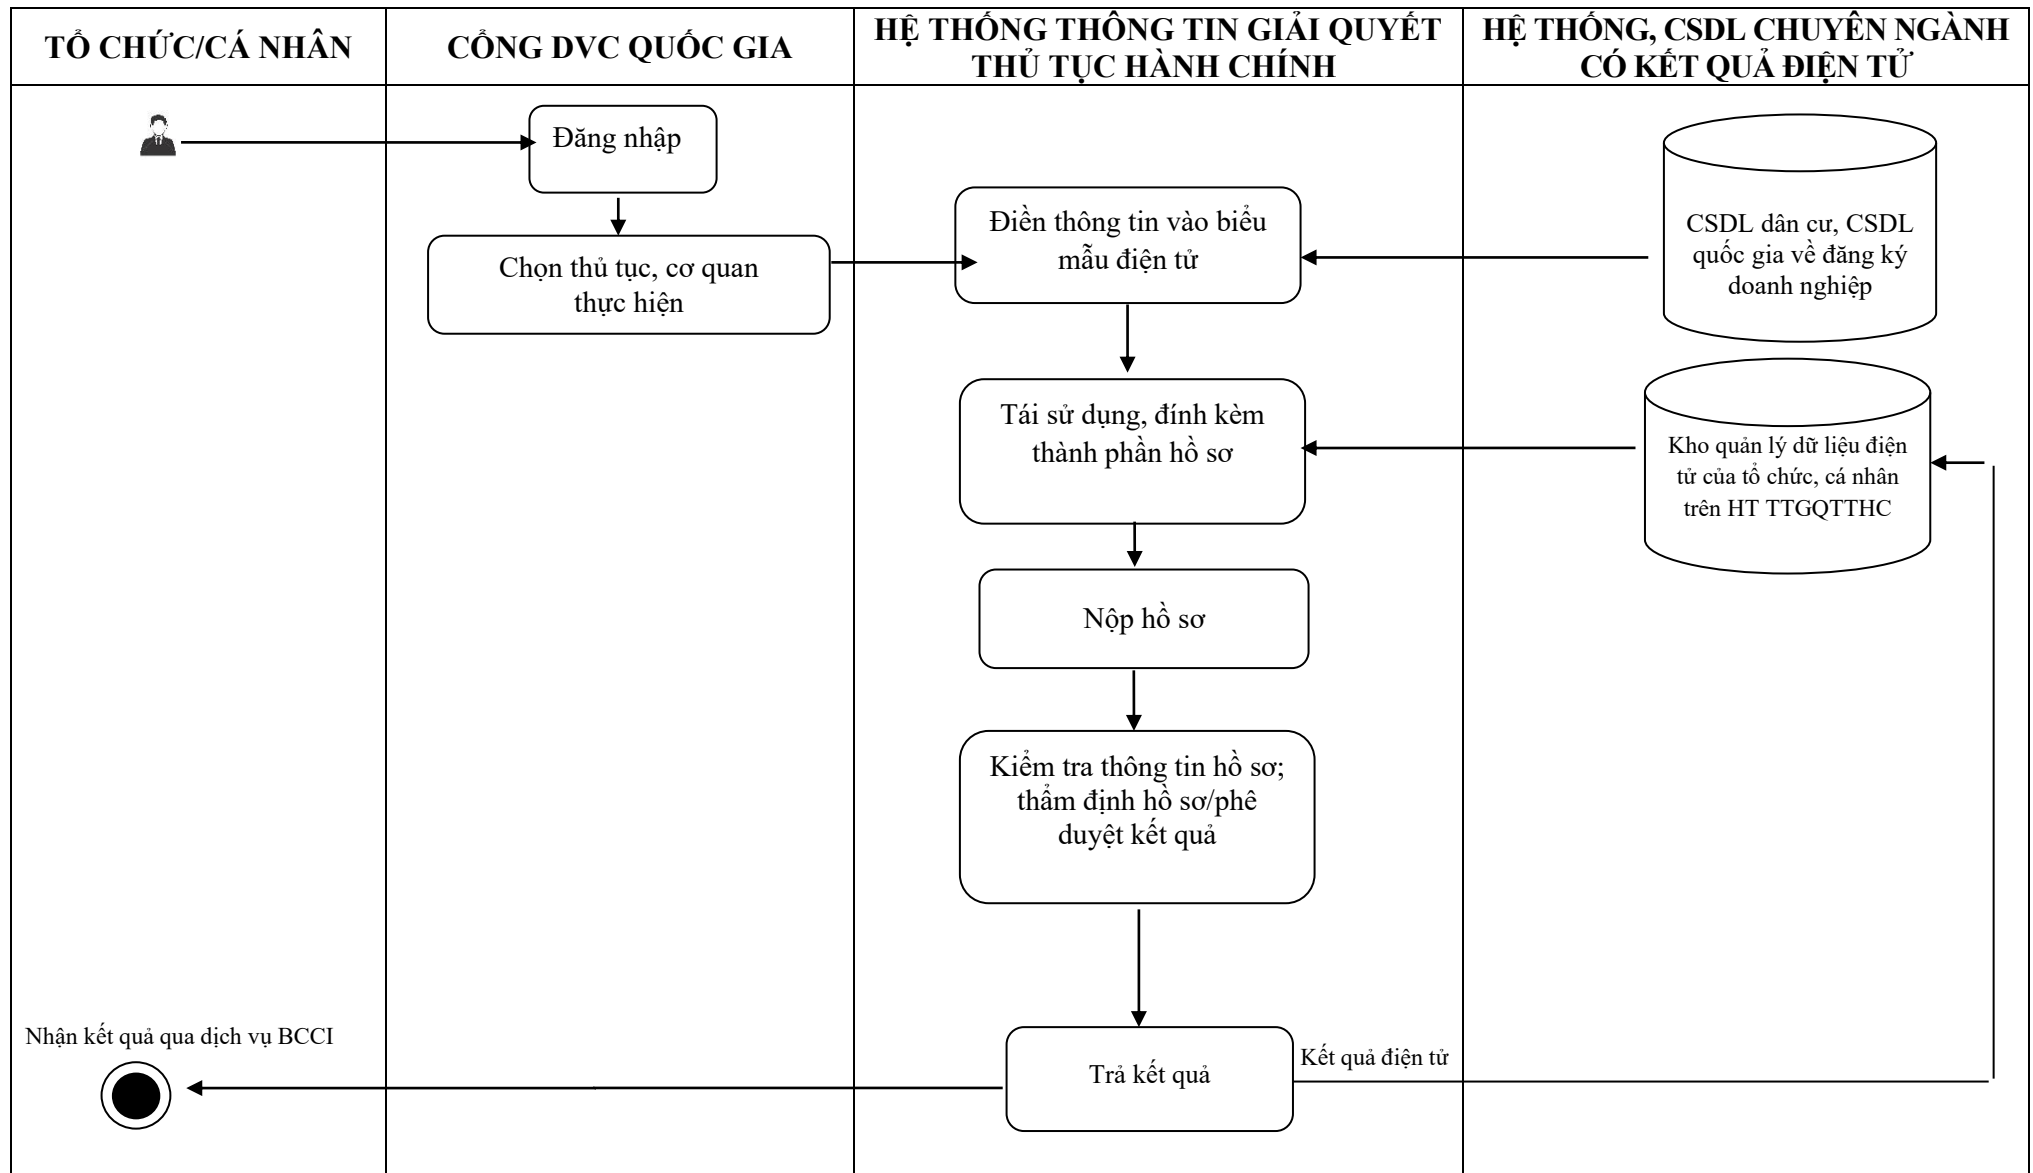 TỔ CHỨC/CÁ NHÂN
CỔNG DVC QUỐC GIA
HỆ THỐNG THÔNG TIN GIẢI QUYẾT
THỦ TỤC HÀNH CHÍNH
HỆ THỐNG, CSDL CHUYÊN NGÀNH
CÓ KẾT QUẢ ĐIỆN TỬ
Đăng nhập
Chọn thủ tục, cơ quan
thực hiện
Điền thông tin vào biểu
mẫu điện tử
CSDL dân cư, CSDL
quốc gia về đăng ký
doanh nghiệp
Tái sử dụng, đính kèm
thành phần hồ sơ
Kho quản lý dữ liệu điện
tử của tổ chức, cá nhân
trên HT TTGQTTHC
Nộp hồ sơ
Kiểm tra thông tin hồ sơ;
thẩm định hồ sơ/phê
duyệt kết quả
Nhận kết quả qua dịch vụ BCCI
Trả kết quả
Kết quả điện tử